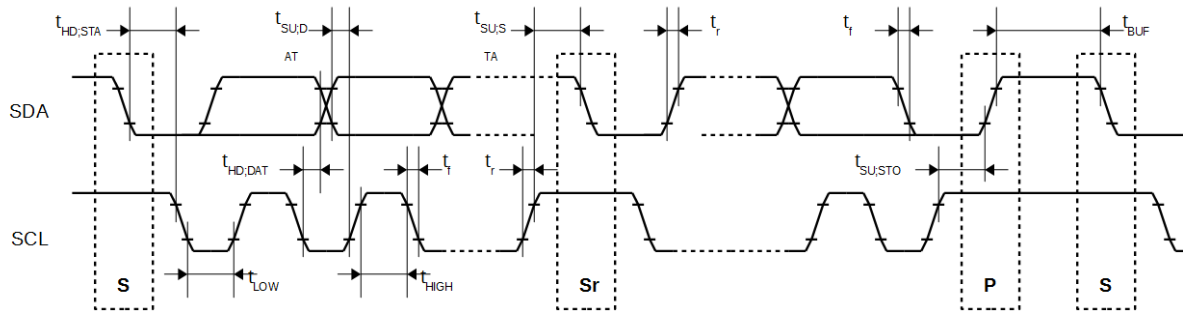 tHD;STA
tSU;D
AT
tSU;S
TA
tr
tf
tBUF
SDA
tHD;DAT
tf
tr
tSU;STO
SCL
tLOW
tHIGH
S
Sr
P
S